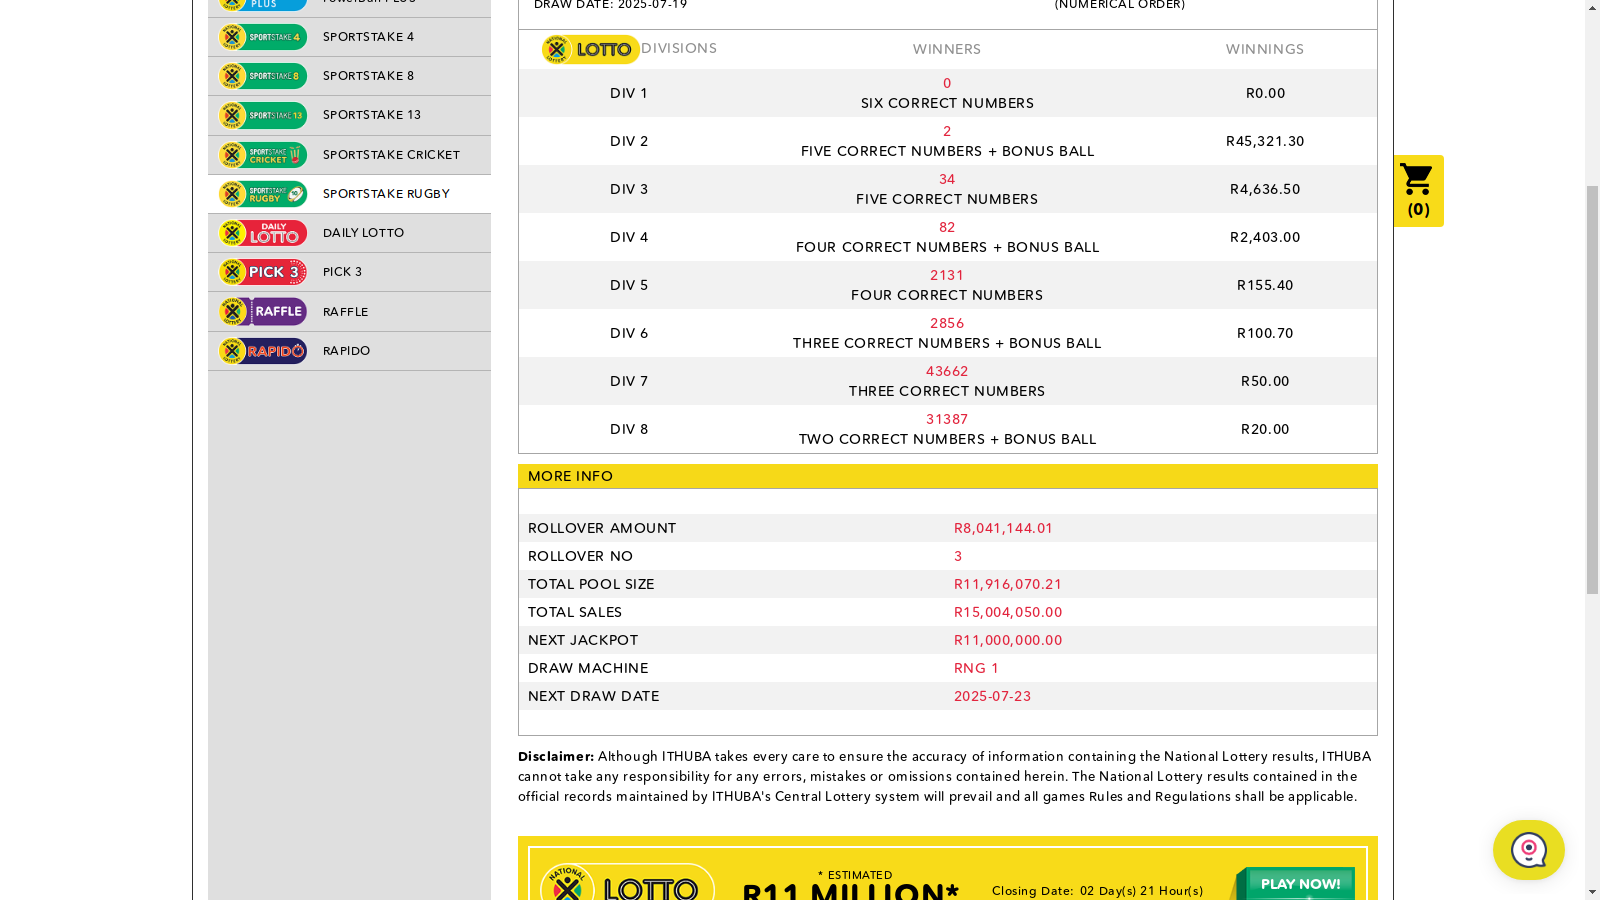 PLUS
DRAW DATE: 2025-07-19
(NUMERICAL ORDER)
SPORTSTAKE 4 SPORTSTAKE 4
SPORTSTAKE 8 SPORTSTAKE 8
SPORTSTAKE 13 SPORTSTAKE 13
SPORTSTAKE CRICKET SPORTSTAKE CRICKET
SPORTSTAKE RUGBY SPORTSTAKE RUGBY
DAILY LOTTO DAILY LOTTO
PICK 3 PICK 3
RAFFLE RAFFLE
RAPIDO RAPIDO
LOTTO DIVISIONS WINNERS WINNINGS
0
DIV 1 SIX CORRECT NUMBERS R0.00
2
DIV 2 FIVE CORRECT NUMBERS + BONUS BALL R45,321.30
34
DIV 3 FIVE CORRECT NUMBERS R4,636.50
82
DIV 4 FOUR CORRECT NUMBERS + BONUS BALL R2,403.00
2131
DIV 5 FOUR CORRECT NUMBERS R155.40
2856
DIV 6 THREE CORRECT NUMBERS + BONUS BALL R100.70
43662
DIV 7 THREE CORRECT NUMBERS R50.00
31387
DIV 8 TWO CORRECT NUMBERS + BONUS BALL R20.00
(0)
MORE INFO
ROLLOVER AMOUNT R8,041,144.01
ROLLOVER NO 3
TOTAL POOL SIZE R11,916,070.21
TOTAL SALES R15,004,050.00
NEXT JACKPOT R11,000,000.00
DRAW MACHINE RNG 1
NEXT DRAW DATE 2025-07-23
Disclaimer: Although ITHUBA takes every care to ensure the accuracy of information containing the National Lottery results, ITHUBA
cannot take any responsibility for any errors, mistakes or omissions contained herein. The National Lottery results contained in the
official records maintained by ITHUBA's Central Lottery system will prevail and all games Rules and Regulations shall be applicable.
NATIONAL LOTTO
* ESTIMATED
R11 MILLION*
Closing Date: 02 Day(s) 21 Hour(s)
PLAY NOW!